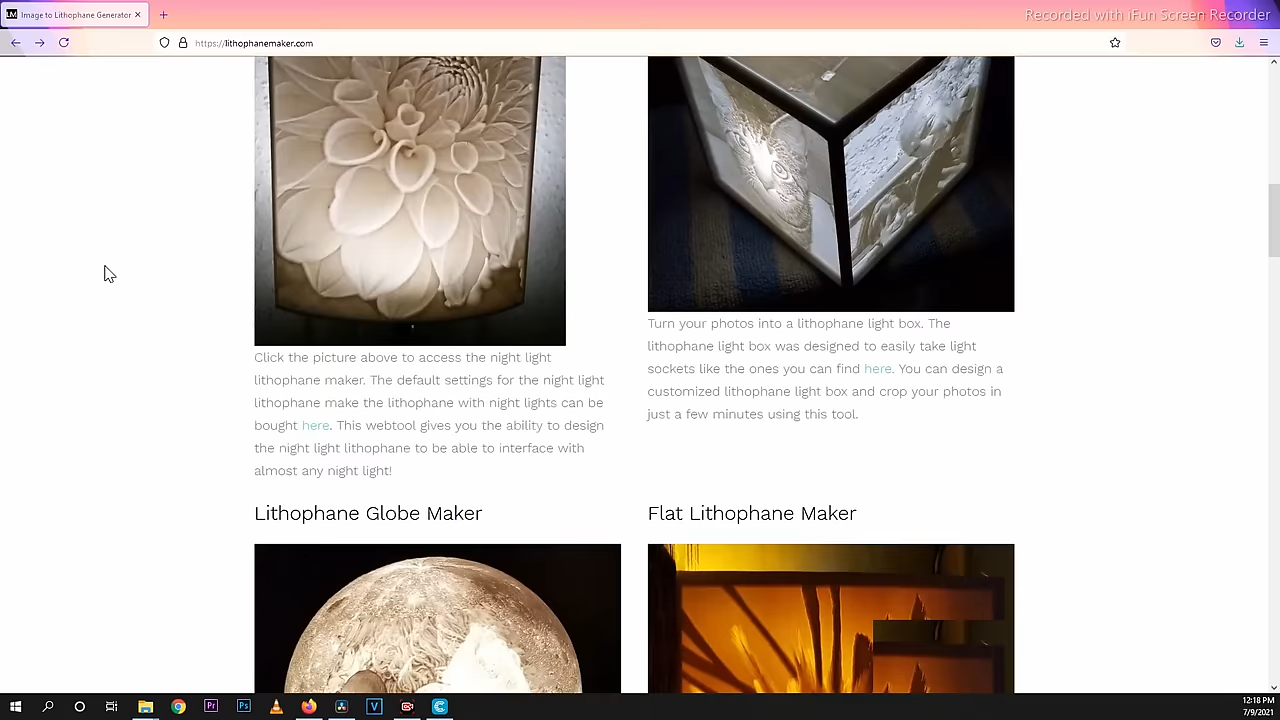 Image to Lithophane Generator
Recorded with iFun Screen Recorder
https://lithophanemaker.com
Click the picture above to access the night light
lithophane maker. The default settings for the night light
lithophane make the lithophane with night lights can be
bought here. This webtool gives you the ability to design
the night light lithophane to be able to interface with
almost any night light!
Turn your photos into a lithophane light box. The
lithophane light box was designed to easily take light
sockets like the ones you can find here. You can design a
customized lithophane light box and crop your photos in
just a few minutes using this tool.
Lithophane Globe Maker
Flat Lithophane Maker
12:18 PM
7/9/2021